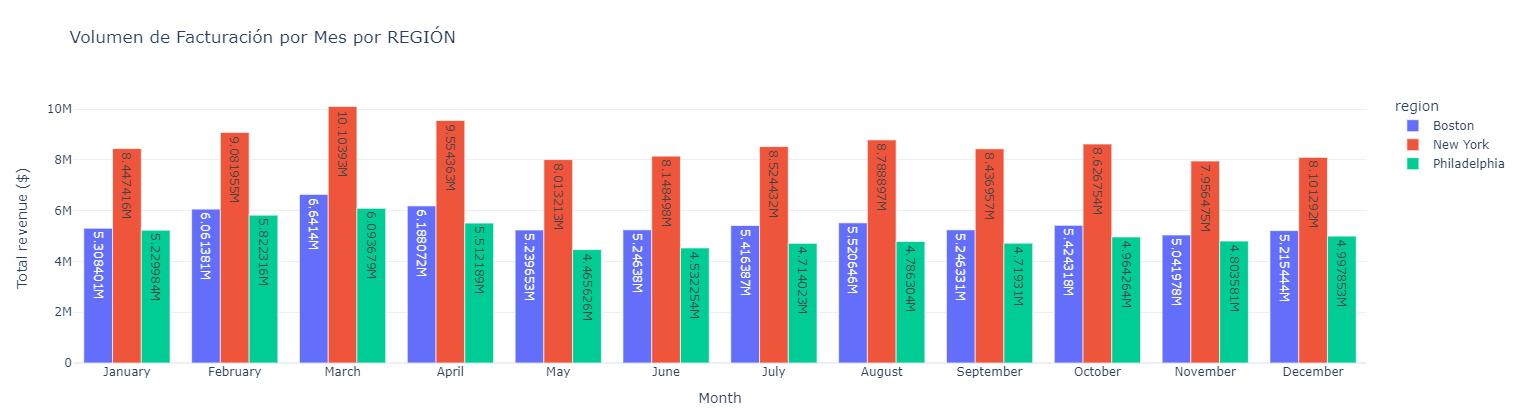 Volumen de Facturación por Mes por REGIÓN
Total revenue ($)
10M
8M
6M
4M
2M
0
5.308401M
8.447416M
5.229984M
6.061381M
9.081955M
5.822316M
6.6414M
10.10393M
6.093679M
6.188072M
9.554363M
5.512189M
5.239653M
8.013213M
4.465626M
5.24638M
8.148498M
4.532254M
5.416387M
8.524432M
4.714023M
5.520646M
8.788897M
4.786304M
5.246331M
8.436957M
4.71931M
5.424318M
8.626754M
4.964264M
5.041978M
7.956475M
4.803581M
5.215444M
8.101292M
4.997853M
January
February
March
April
May
June
July
August
September
October
November
December
Month
region
Boston
New York
Philadelphia